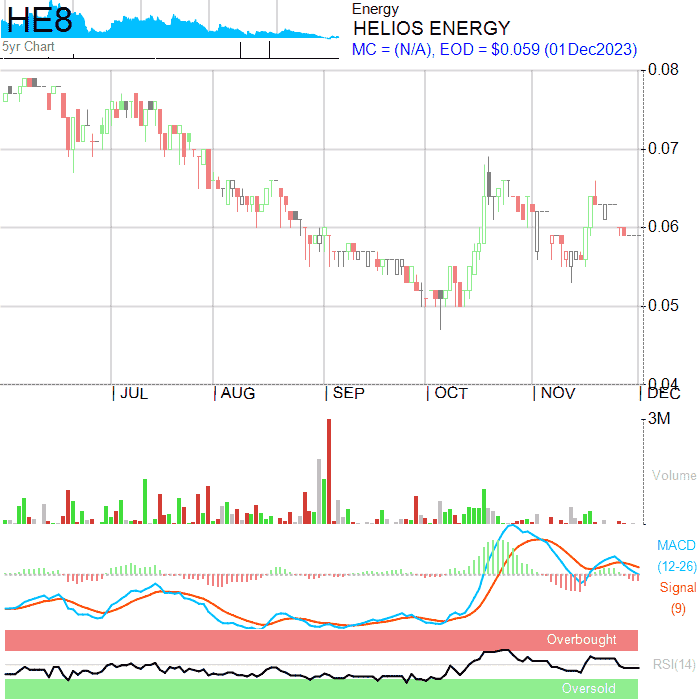 HE8
5yr Chart
Energy
HELIOS ENERGY
MC = (N/A), EOD = $0.059 (01Dec2023)
0.08
0.07
0.06
0.05
0.04
JUL
AUG
SEP
OCT
NOV
DEC
3M
Volume
MACD
(12-26)
Signal
(9)
Overbought
RSI(14)
Oversold